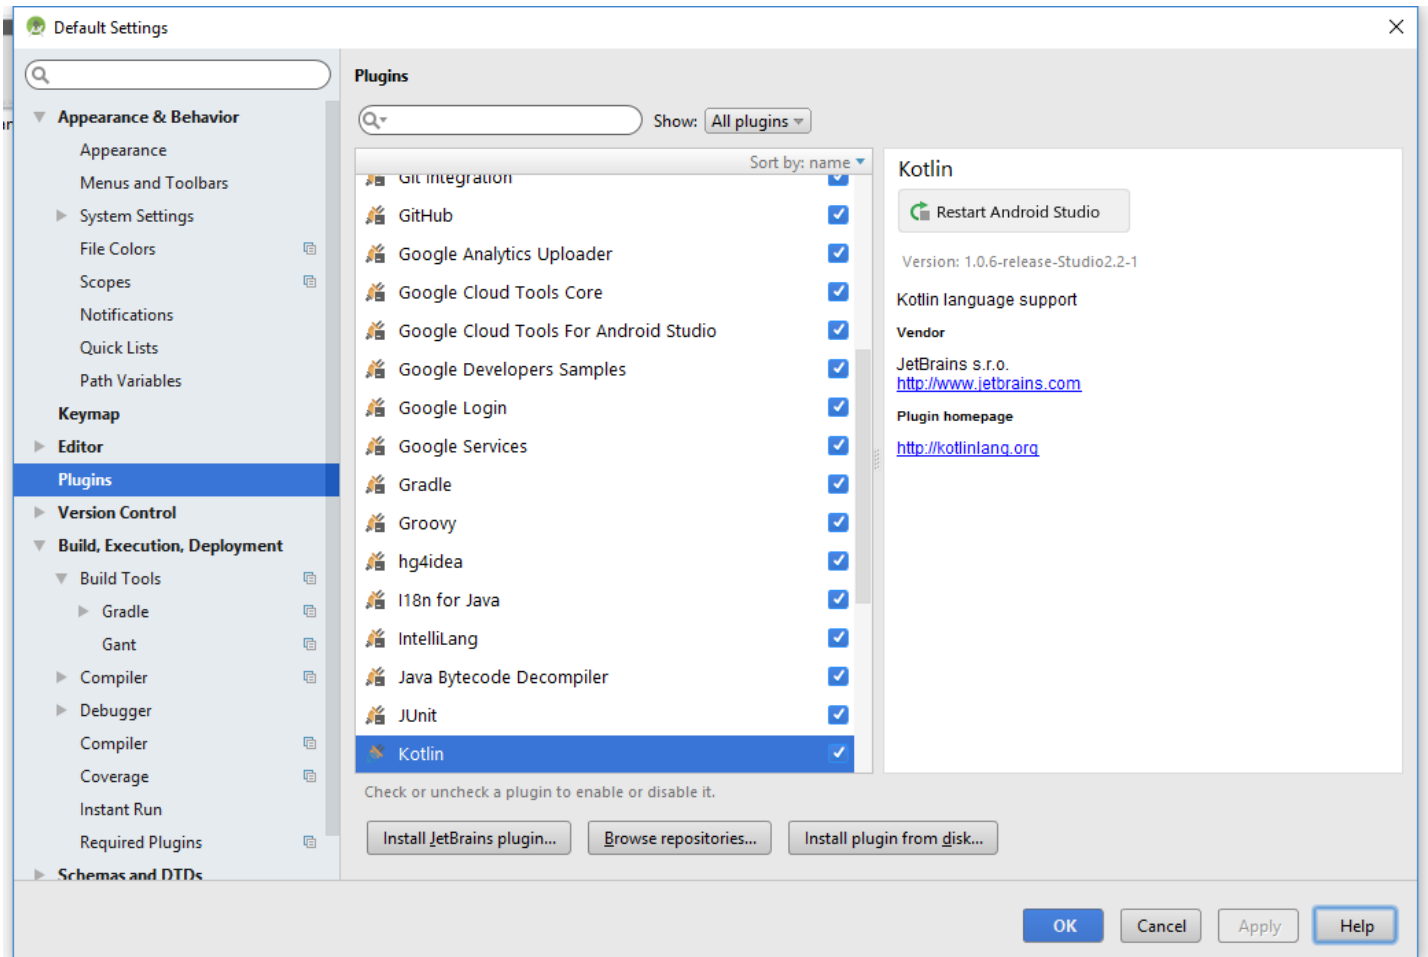 Default Settings
Appearance & Behavior
Appearance
Menus and Toolbars
System Settings
File Colors
Scopes
Notifications
Quick Lists
Path Variables
Keymap
Editor
Plugins
Version Control
Build, Execution, Deployment
Build Tools
Gradle
Gant
Compiler
Debugger
Compiler
Coverage
Instant Run
Required Plugins
Schemas and DTDs
Plugins
Show: All plugins
Sort by: name
Git Integration
GitHub
Google Analytics Uploader
Google Cloud Tools Core
Google Cloud Tools For Android Studio
Google Developers Samples
Google Login
Google Services
Gradle
Groovy
hg4idea
I18n for Java
IntelliLang
Java Bytecode Decompiler
JUnit
Kotlin
Check or uncheck a plugin to enable or disable it.
Install JetBrains plugin...
Browse repositories...
Install plugin from disk...
Kotlin
Restart Android Studio
Version: 1.0.6-release-Studio2.2-1
Kotlin language support
Vendor
JetBrains s.r.o.
http://www.jetbrains.com
Plugin homepage
http://kotlinlang.org
OK
Cancel
Apply
Help